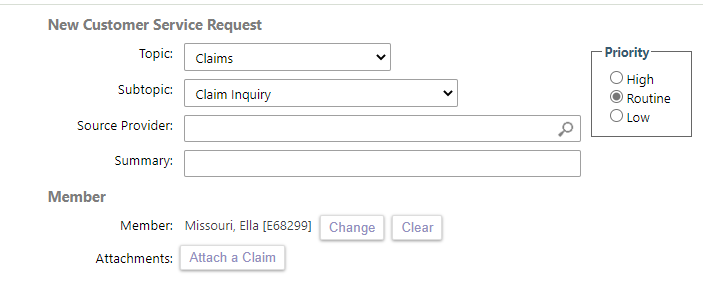 New Customer Service Request
Topic: Claims
Subtopic: Claim Inquiry
Source Provider:
Summary:
Priority
High
Routine
Low
Member
Member: Missouri, Ella [E68299] Change Clear
Attachments: Attach a Claim